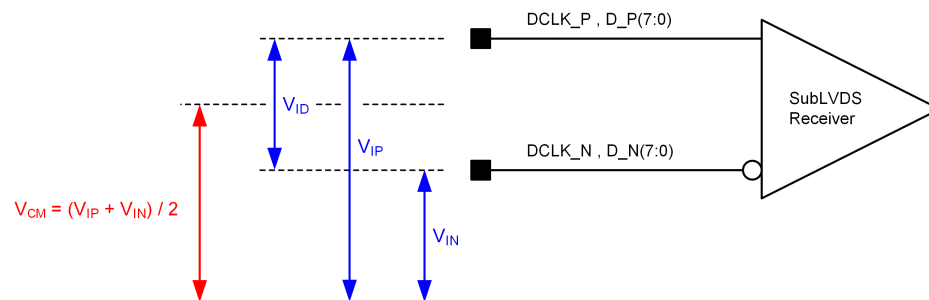 DCLK_P , D_P(7:0)
SubLVDS
Receiver
VID
VIP
DCLK_N , D_N(7:0)
VCM = (VIP + VIN) / 2
VIN